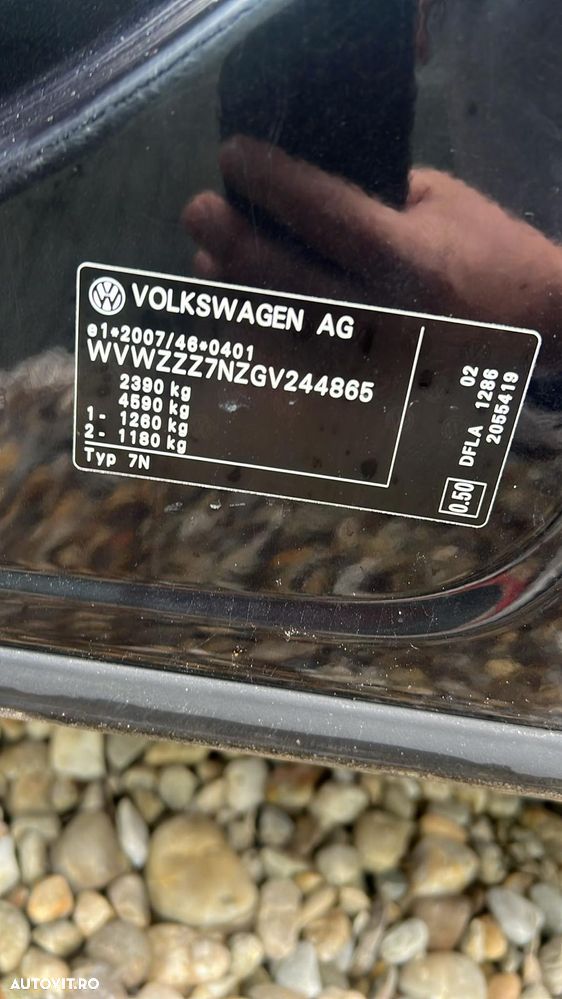 VOLKSWAGEN AG
e1*2007/46*0401
WVWZZZ7NZGV244865
2390 kg
4590 kg
1- 1260 kg
2- 1180 kg
Typ 7N
02
DFLA 1286
2055419
0.50
AUTOVIT.RO